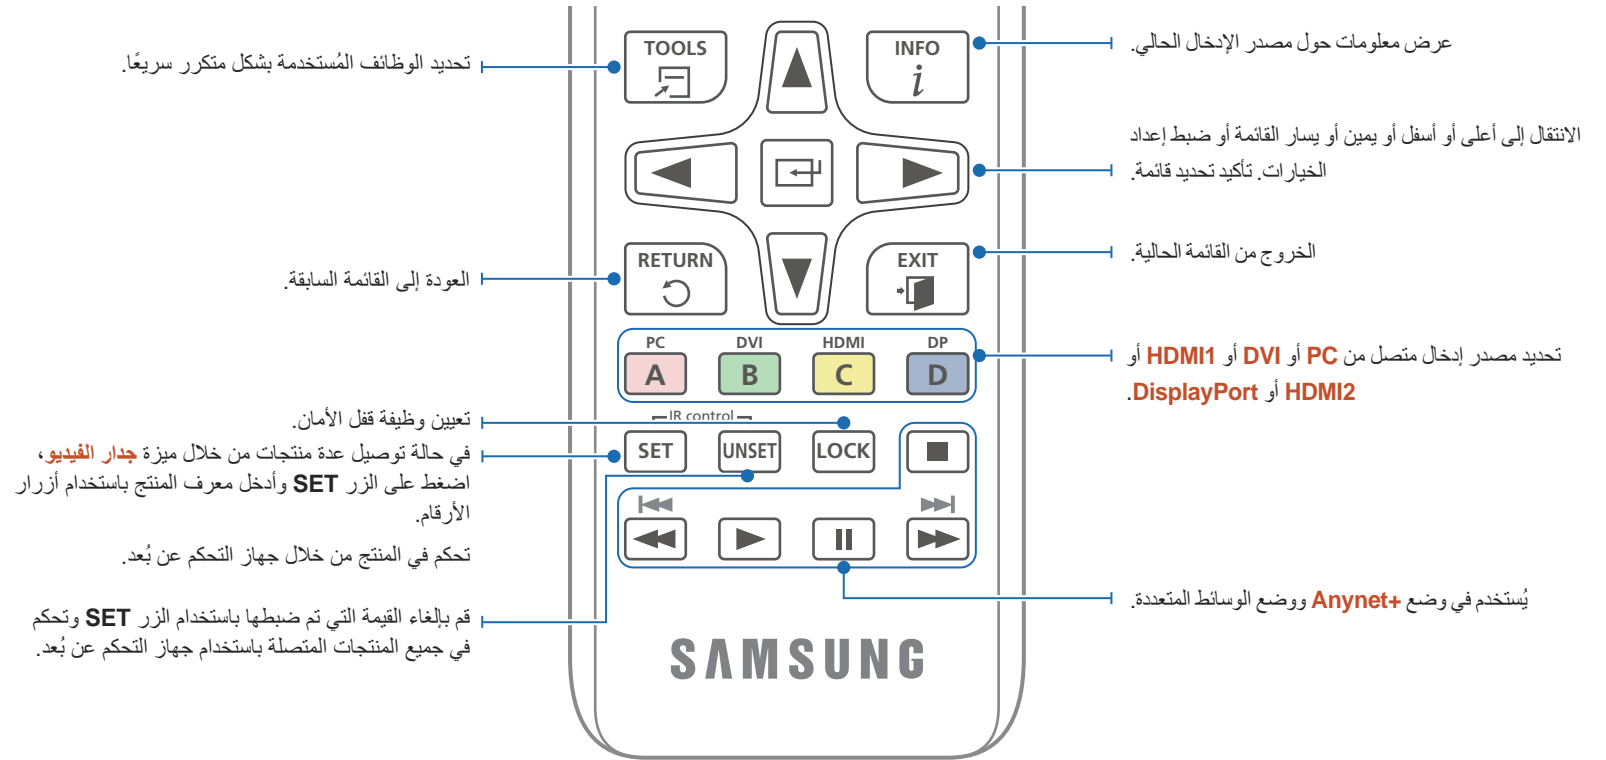 TOOLS
INFO
i
تحديد الوظائف المُستخدمة بشكل متكرر سريعًا.
عرض معلومات حول مصدر الإدخال الحالي.
الانتقال إلى أعلى أو أسفل أو يمين أو يسار القائمة أو ضبط إعداد
الخيارات. تأكيد تحديد قائمة.
RETURN
EXIT
العودة إلى القائمة السابقة.
الخروج من القائمة الحالية.
PC DVI HDMI DP
A B C D
تحديد مصدر إدخال متصل من PC أو DVI أو HDMI1 أو
HDMI2 أو DisplayPort.
IR control
SET UNSET LOCK
تعيين وظيفة قفل الأمان.
في حالة توصيل عدة منتجات من خلال ميزة جدار الفيديو،
اضغط على الزر SET وأدخل معرف المنتج باستخدام أزرار
الأرقام.
تحكم في المنتج من خلال جهاز التحكم عن بُعد.
قم بإلغاء القيمة التي تم ضبطها باستخدام الزر SET وتحكم
في جميع المنتجات المتصلة باستخدام جهاز التحكم عن بُعد.
يُستخدم في وضع Anynet+ ووضع الوسائط المتعددة.
SAMSUNG